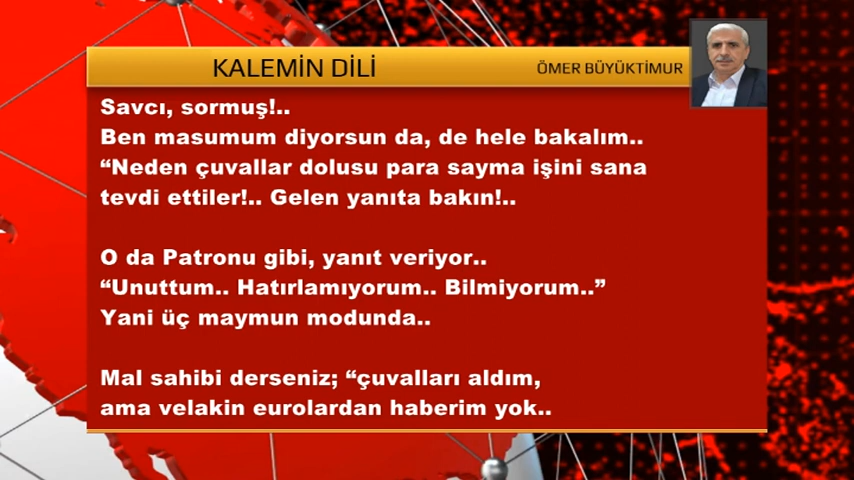 KALEMİN DİLİ
ÖMER BÜYÜKTİMUR
Savcı, sormuş!..
Ben masumum diyorsun da, de hele bakalım..
“Neden çuvallar dolusu para sayma işini sana
tevdi ettiler!.. Gelen yanıta bakın!..
O da Patronu gibi, yanıt veriyor..
“Unuttum.. Hatırlamıyorum.. Bilmiyorum..”
Yani üç maymun modunda..
Mal sahibi derseniz; “çuvalları aldım,
ama velakin eurolardan haberim yok..